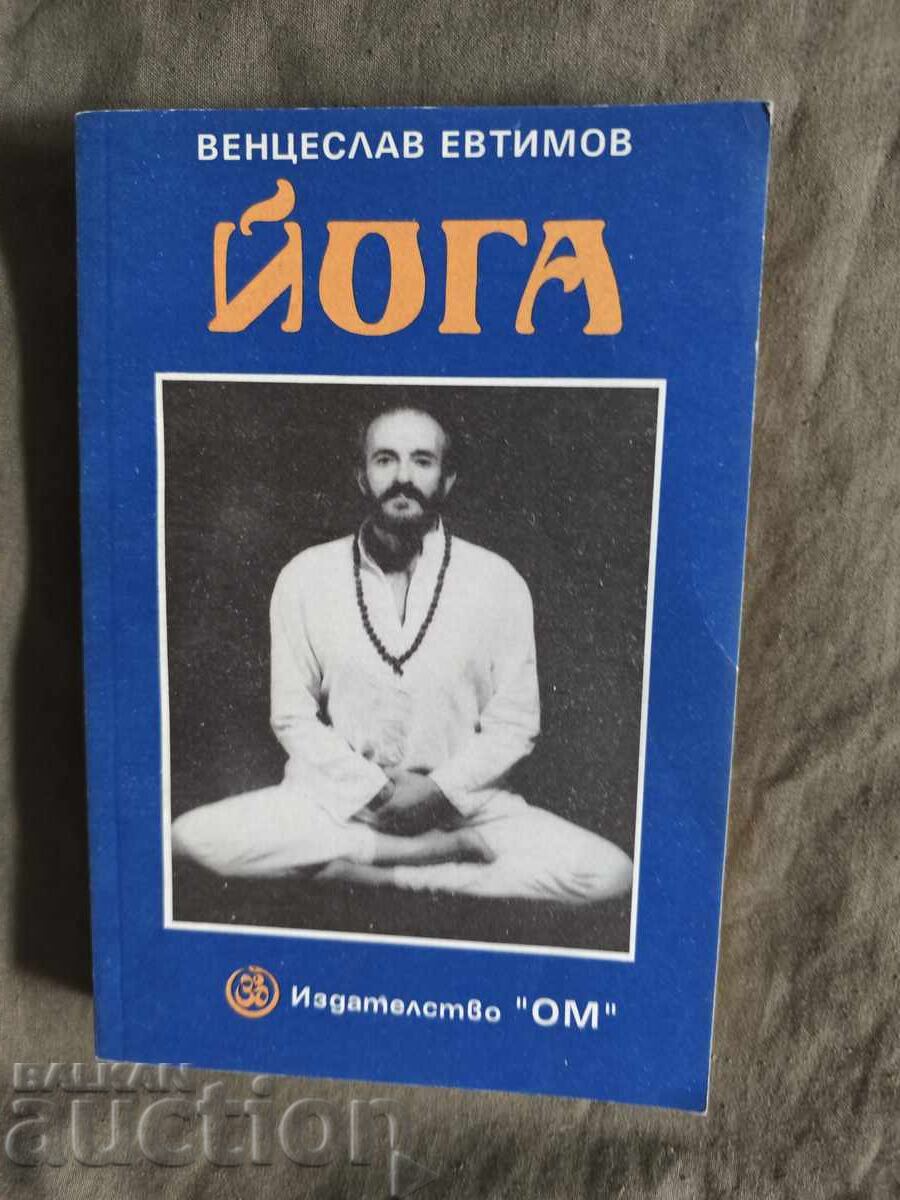 ВЕНЦЕСЛАВ ЕВТИМОВ
ЙОГА
ॐ Издателство "ОМ"
BALKAN
auction